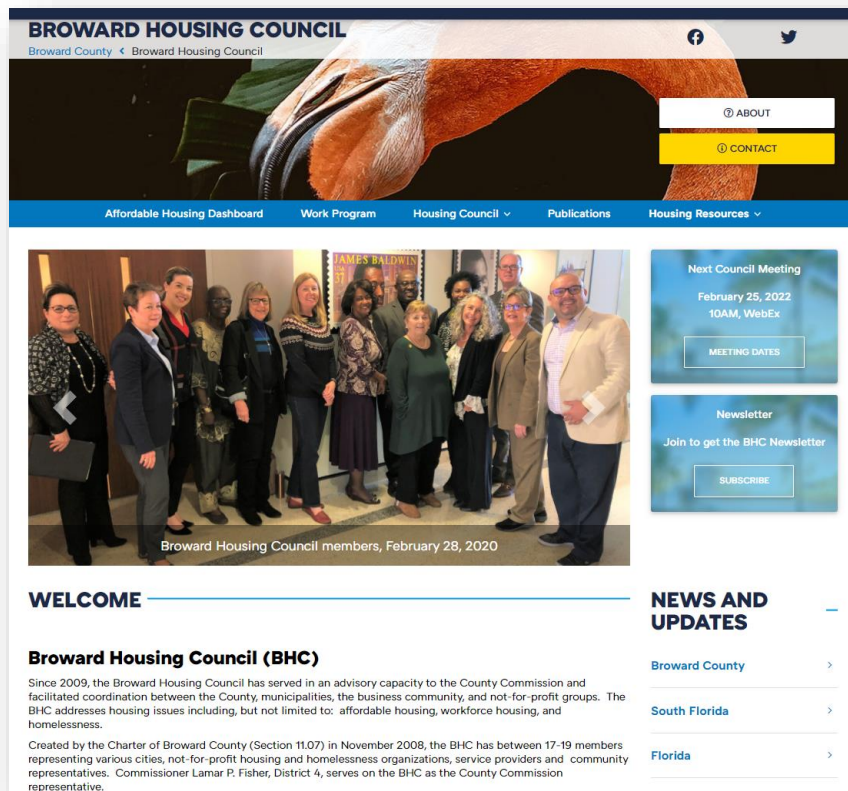 BROWARD HOUSING COUNCIL
Broward County < Broward Housing Council
ABOUT
CONTACT
Affordable Housing Dashboard Work Program Housing Council Publications Housing Resources
JAMES BALDWIN
37
Broward Housing Council members, February 28, 2020
Next Council Meeting
February 25, 2022
10AM, WebEx
MEETING DATES
Newsletter
Join to get the BHC Newsletter
SUBSCRIBE
WELCOME
Broward Housing Council (BHC)
Since 2009, the Broward Housing Council has served in an advisory capacity to the County Commission and
facilitated coordination between the County, municipalities, the business community, and not-for-profit groups. The
BHC addresses housing issues including, but not limited to: affordable housing, workforce housing, and
homelessness.
Created by the Charter of Broward County (Section 11.07) in November 2008, the BHC has between 17-19 members
representing various cities, not-for-profit housing and homelessness organizations, service providers and community
representatives. Commissioner Lamar P. Fisher, District 4, serves on the BHC as the County Commission
representative.
NEWS AND
UPDATES
Broward County
South Florida
Florida